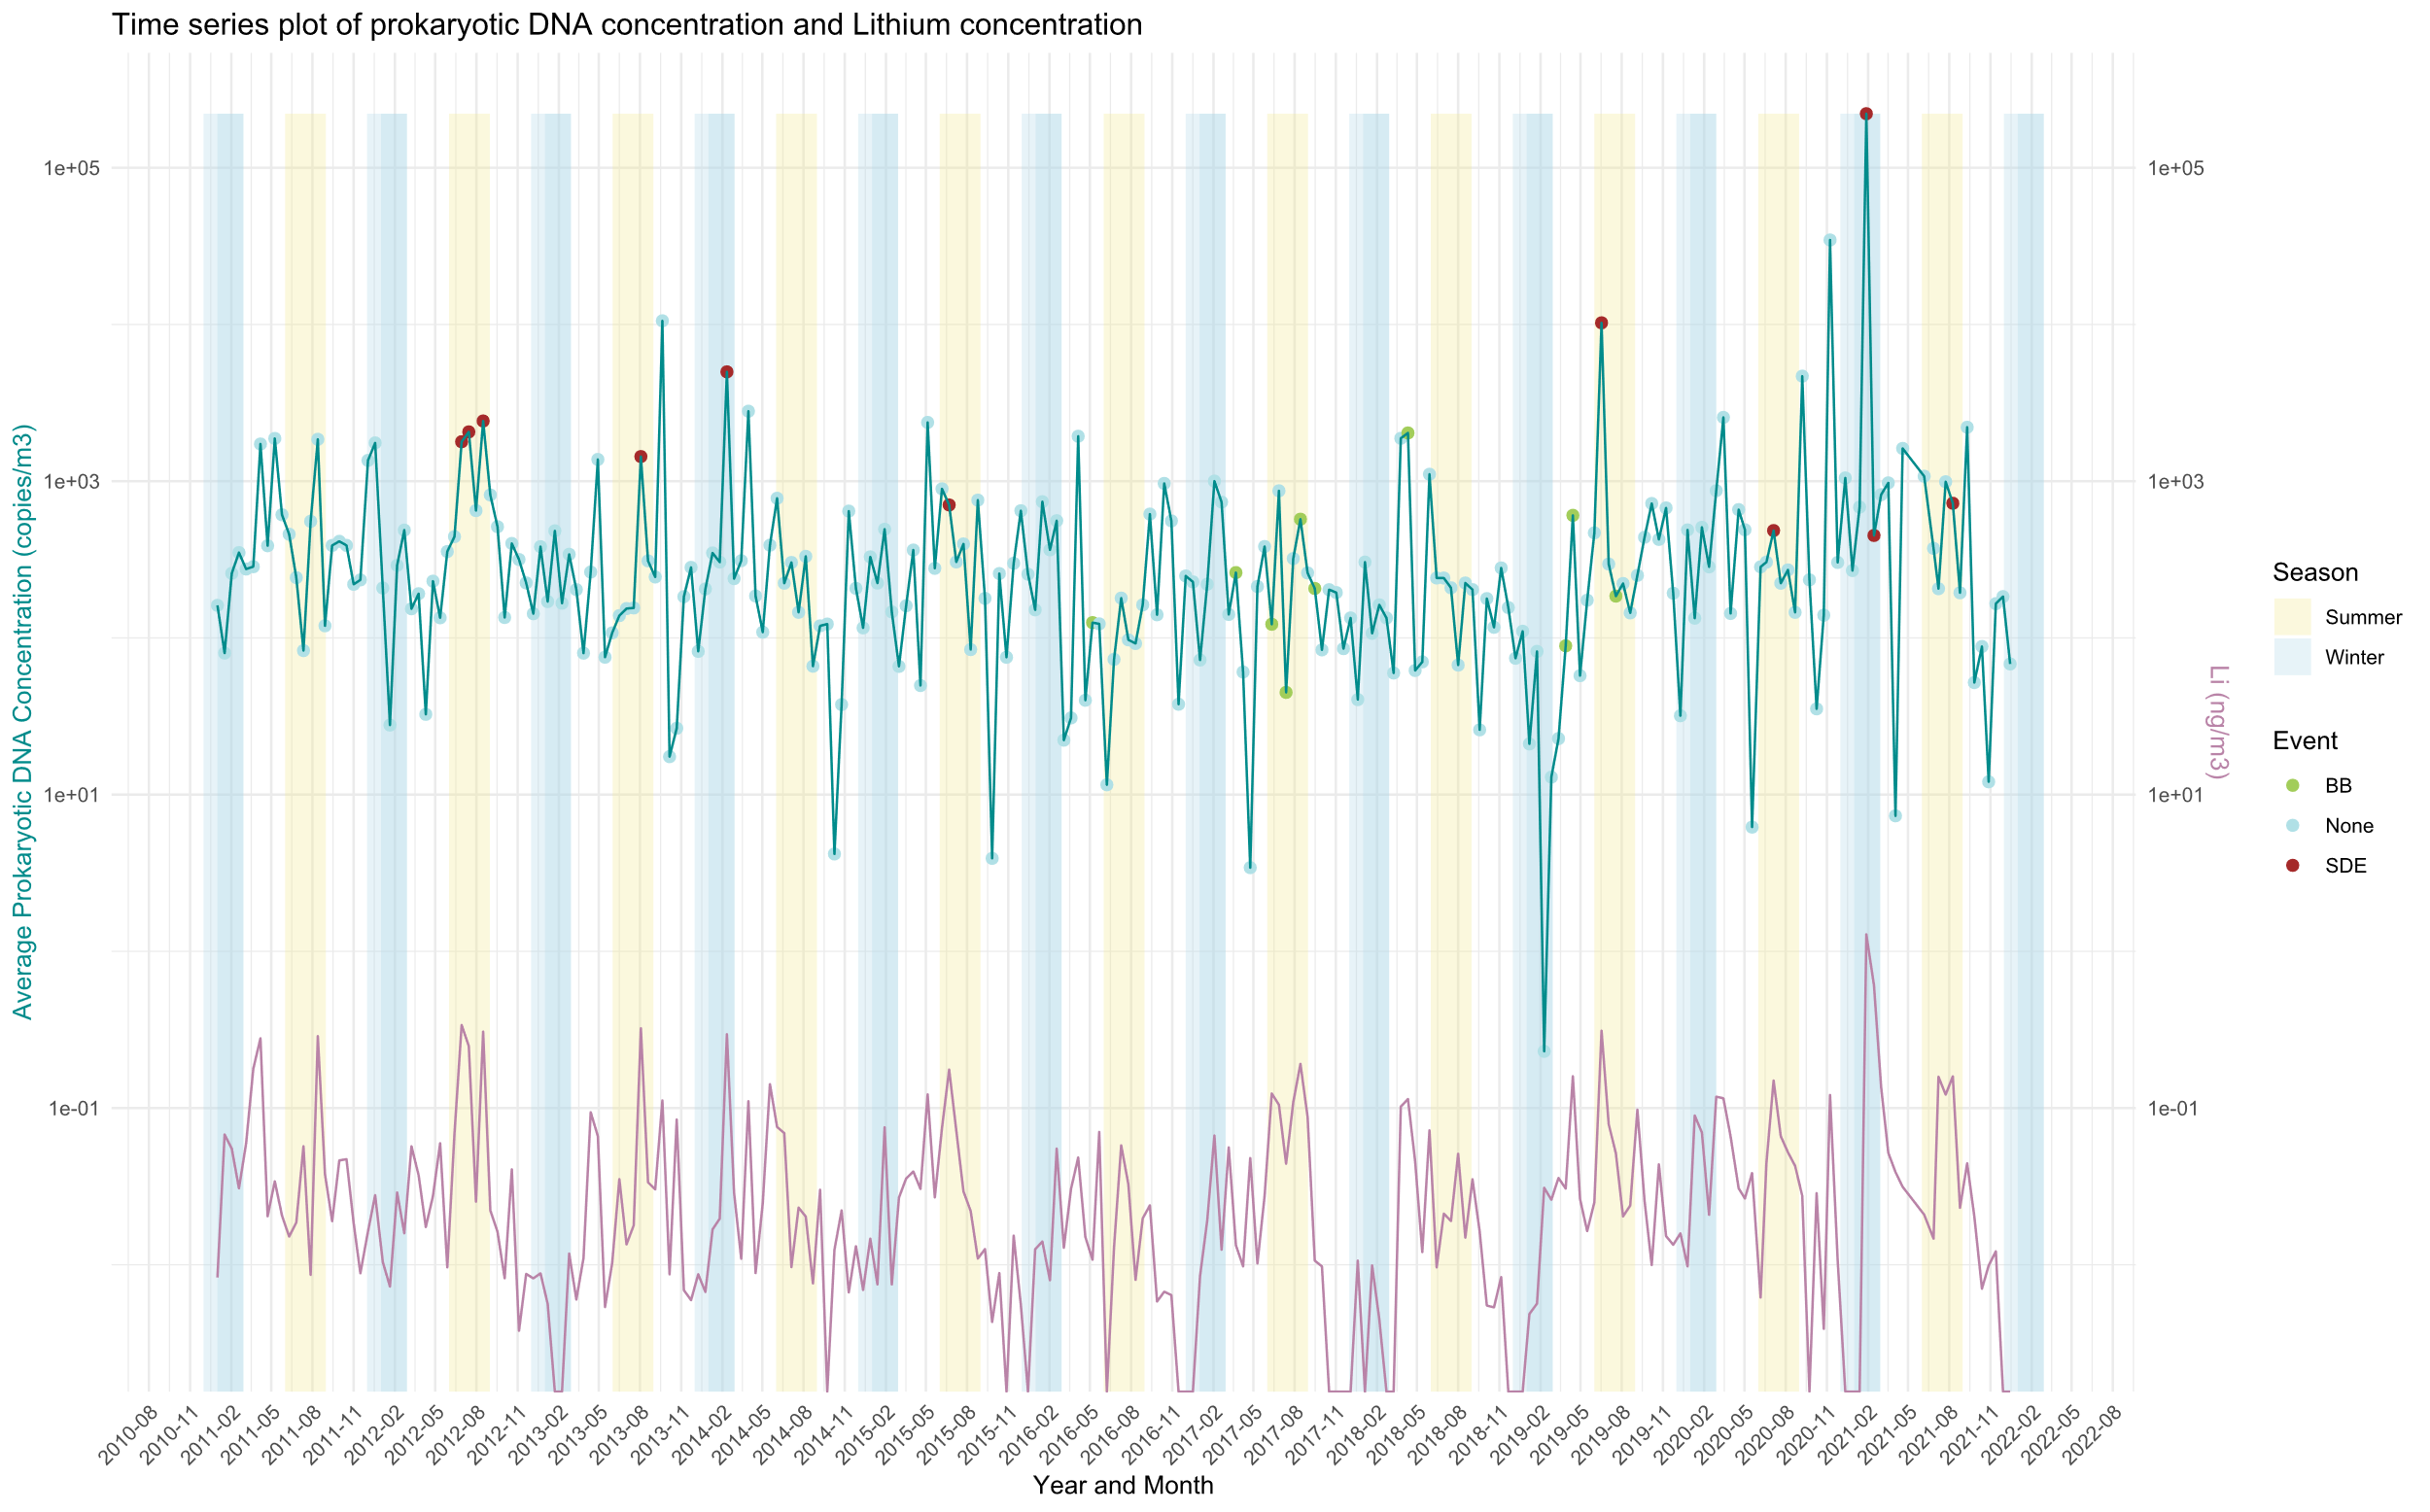 Time series plot of prokaryotic DNA concentration and Lithium concentration
Average Prokaryotic DNA Concentration (copies/m3)
1e+05
1e+03
1e+01
1e-01
1e+05
1e+03
1e+01
1e-01
Li (ng/m3)
Season
Summer
Winter
Event
BB
None
SDE
2010-08
2010-11
2011-02
2011-05
2011-08
2011-11
2012-02
2012-05
2012-08
2012-11
2013-02
2013-05
2013-08
2013-11
2014-02
2014-05
2014-08
2014-11
2015-02
2015-05
2015-08
2015-11
2016-02
2016-05
2016-08
2016-11
2017-02
2017-05
2017-08
2017-11
2018-02
2018-05
2018-08
2018-11
2019-02
2019-05
2019-08
2019-11
2020-02
2020-05
2020-08
2020-11
2021-02
2021-05
2021-08
2021-11
2022-02
2022-05
2022-08
Year and Month